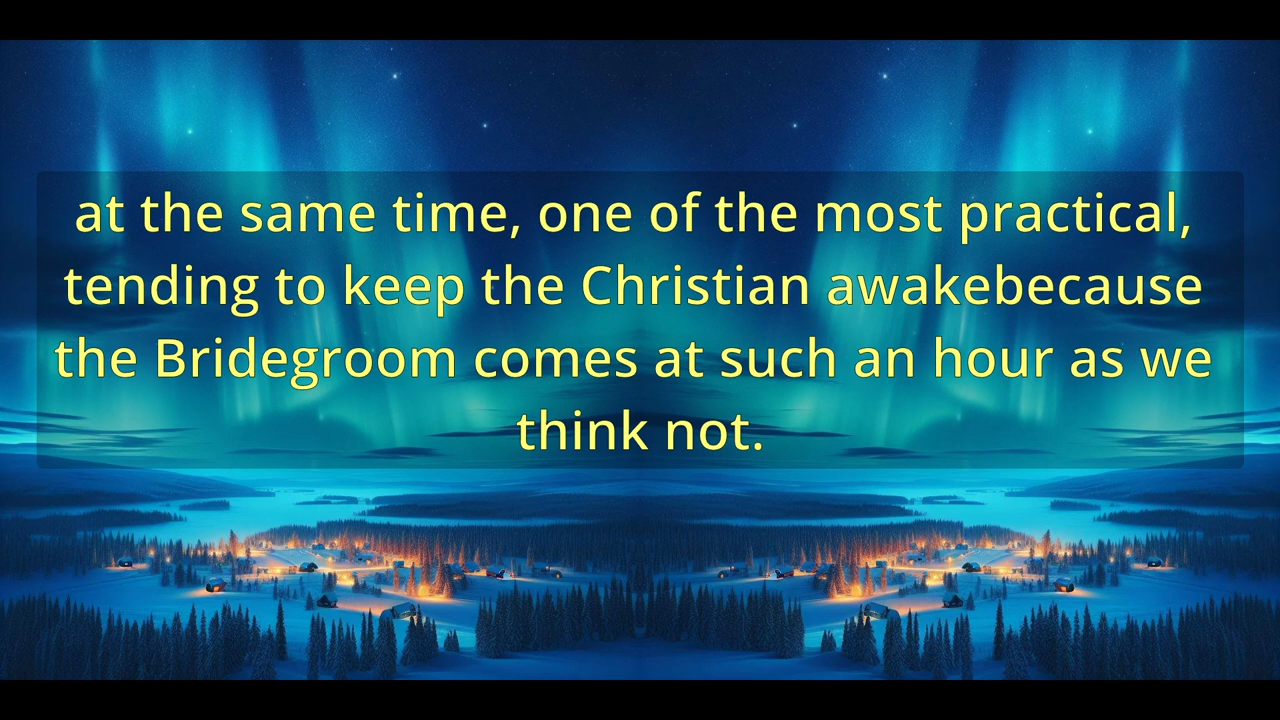 at the same time, one of the most practical,
tending to keep the Christian awakebecause
the Bridegroom comes at such an hour as we
think not.